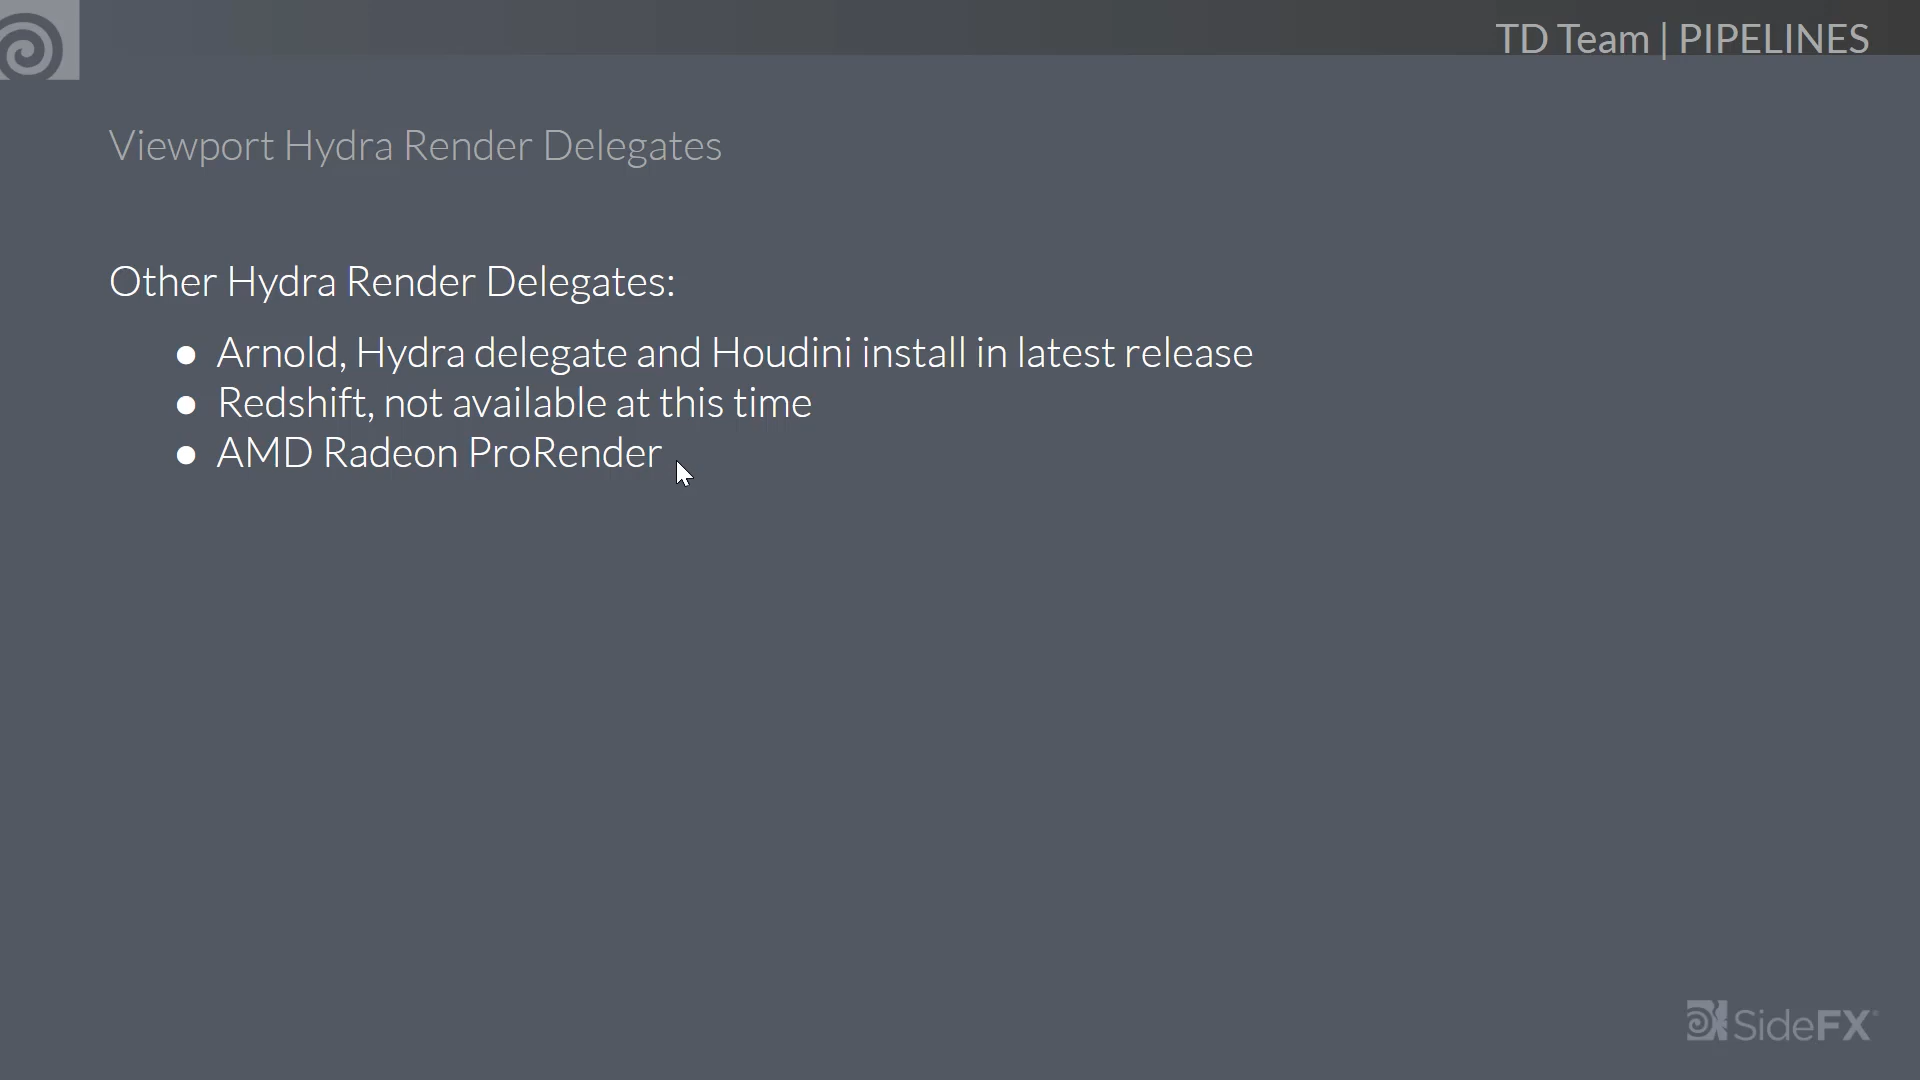 TD Team | PIPELINES
Viewport Hydra Render Delegates
Other Hydra Render Delegates:
● Arnold, Hydra delegate and Houdini install in latest release
● Redshift, not available at this time
● AMD Radeon ProRender
SideFX